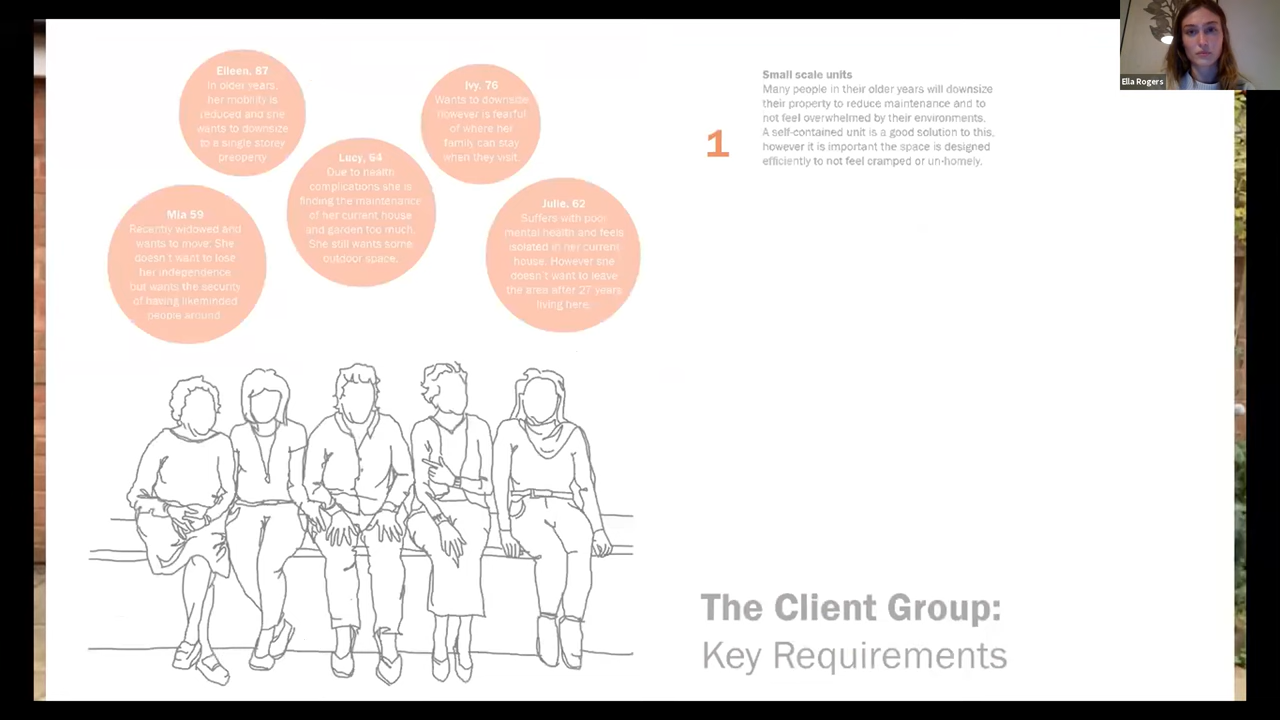 Eileen, 87
In older years,
her mobility is
reduced and she
wants to downsize
to a single storey
preoperty
Ivy, 76
Wants to downsize
however is fearful
of where her
family can stay
when they visit.
Lucy, 64
Due to health
complications she is
finding the maintenance
of her current house
and garden too much.
She still wants some
outdoor space.
Mia 59
Recently widowed and
wants to move. She
doesn't want to lose
her independence
but wants the security
of having likeminded
people around.
Julie, 62
Suffers with poor
mental health and feels
isolated in her current
house. However she
doesn't want to leave
the area after 27 years
living here.
1
Small scale units
Many people in their older years will downsize
their property to reduce maintenance and to
not feel overwhelmed by their environments.
A self-contained unit is a good solution to this,
however it is important the space is designed
efficiently to not feel cramped or un-homely.
The Client Group:
Key Requirements
Ella Rogers